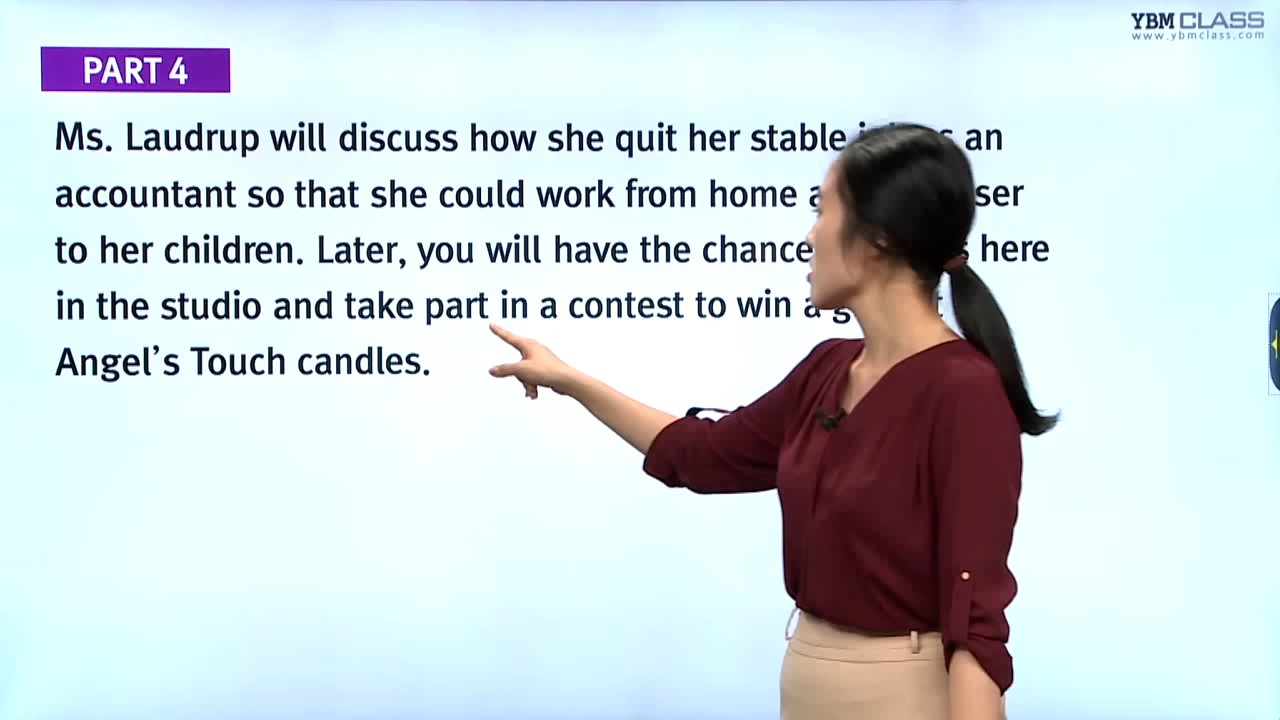 YBM CLASS
www.ybmclass.com
PART 4
Ms. Laudrup will discuss how she quit her stable an
accountant so that she could work from home
to her children. Later, you will have the chance here
in the studio and take part in a contest to win a
Angel's Touch candles.